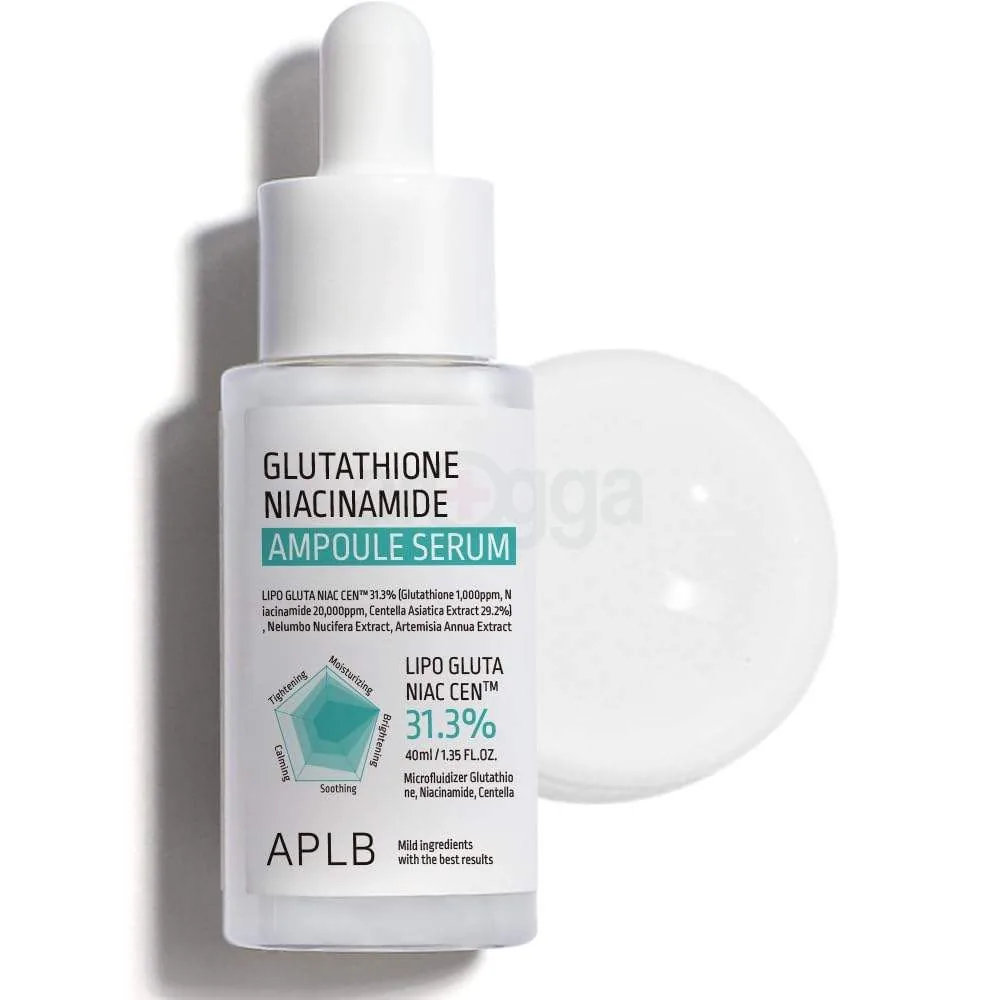 GLUTATHIONE
NIACINAMIDE
AMPOULE SERUM
LIPO GLUTA NIAC CEN™ 31.3% (Glutathione 1,000ppm, N
iacinamide 20,000ppm, Centella Asiatica Extract 29.2%)
, Nelumbo Nucifera Extract, Artemisia Annua Extract
Tightening
Moisturizing
Brightening
Calming
Soothing
LIPO GLUTA
NIAC CEN™
31.3%
40ml / 1.35 FL.OZ.
Microfluidizer Glutathio
ne, Niacinamide, Centella
APLB
Mild ingredients
with the best results